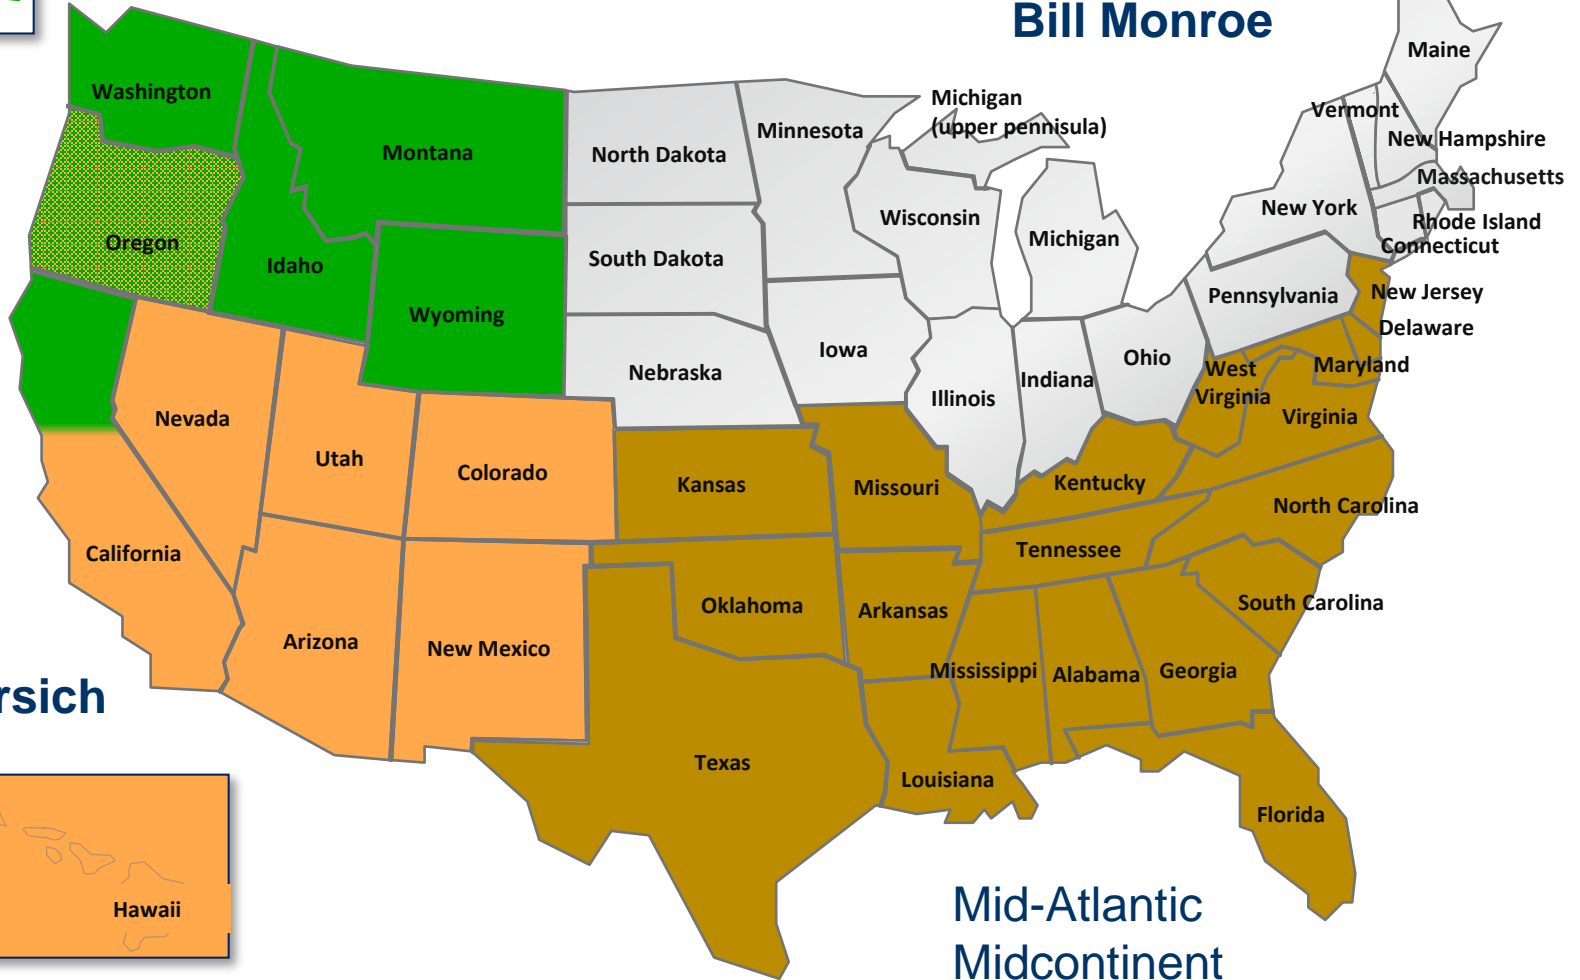 Bill Monroe
Maine
Washington
Michigan
(upper pennisula)
Vermont
Minnesota
New Hampshire
Montana
North Dakota
Massachusetts
New York
Wisconsin
Rhode Island
Michigan
Oregon
Connecticut
South Dakota
Idaho
New Jersey
Pennsylvania
Wyoming
Delaware
Iowa
Ohio
Maryland
Nebraska
West
Virginia
Indiana
Illinois
Nevada
Virginia
Utah
Colorado
Kansas
Missouri
Kentucky
North Carolina
California
Tennessee
Oklahoma
Arkansas
South Carolina
Arizona
New Mexico
Mississippi
Alabama
Georgia
rsich
Texas
Louisiana
Florida
Hawaii
Mid-Atlantic
Midcontinent